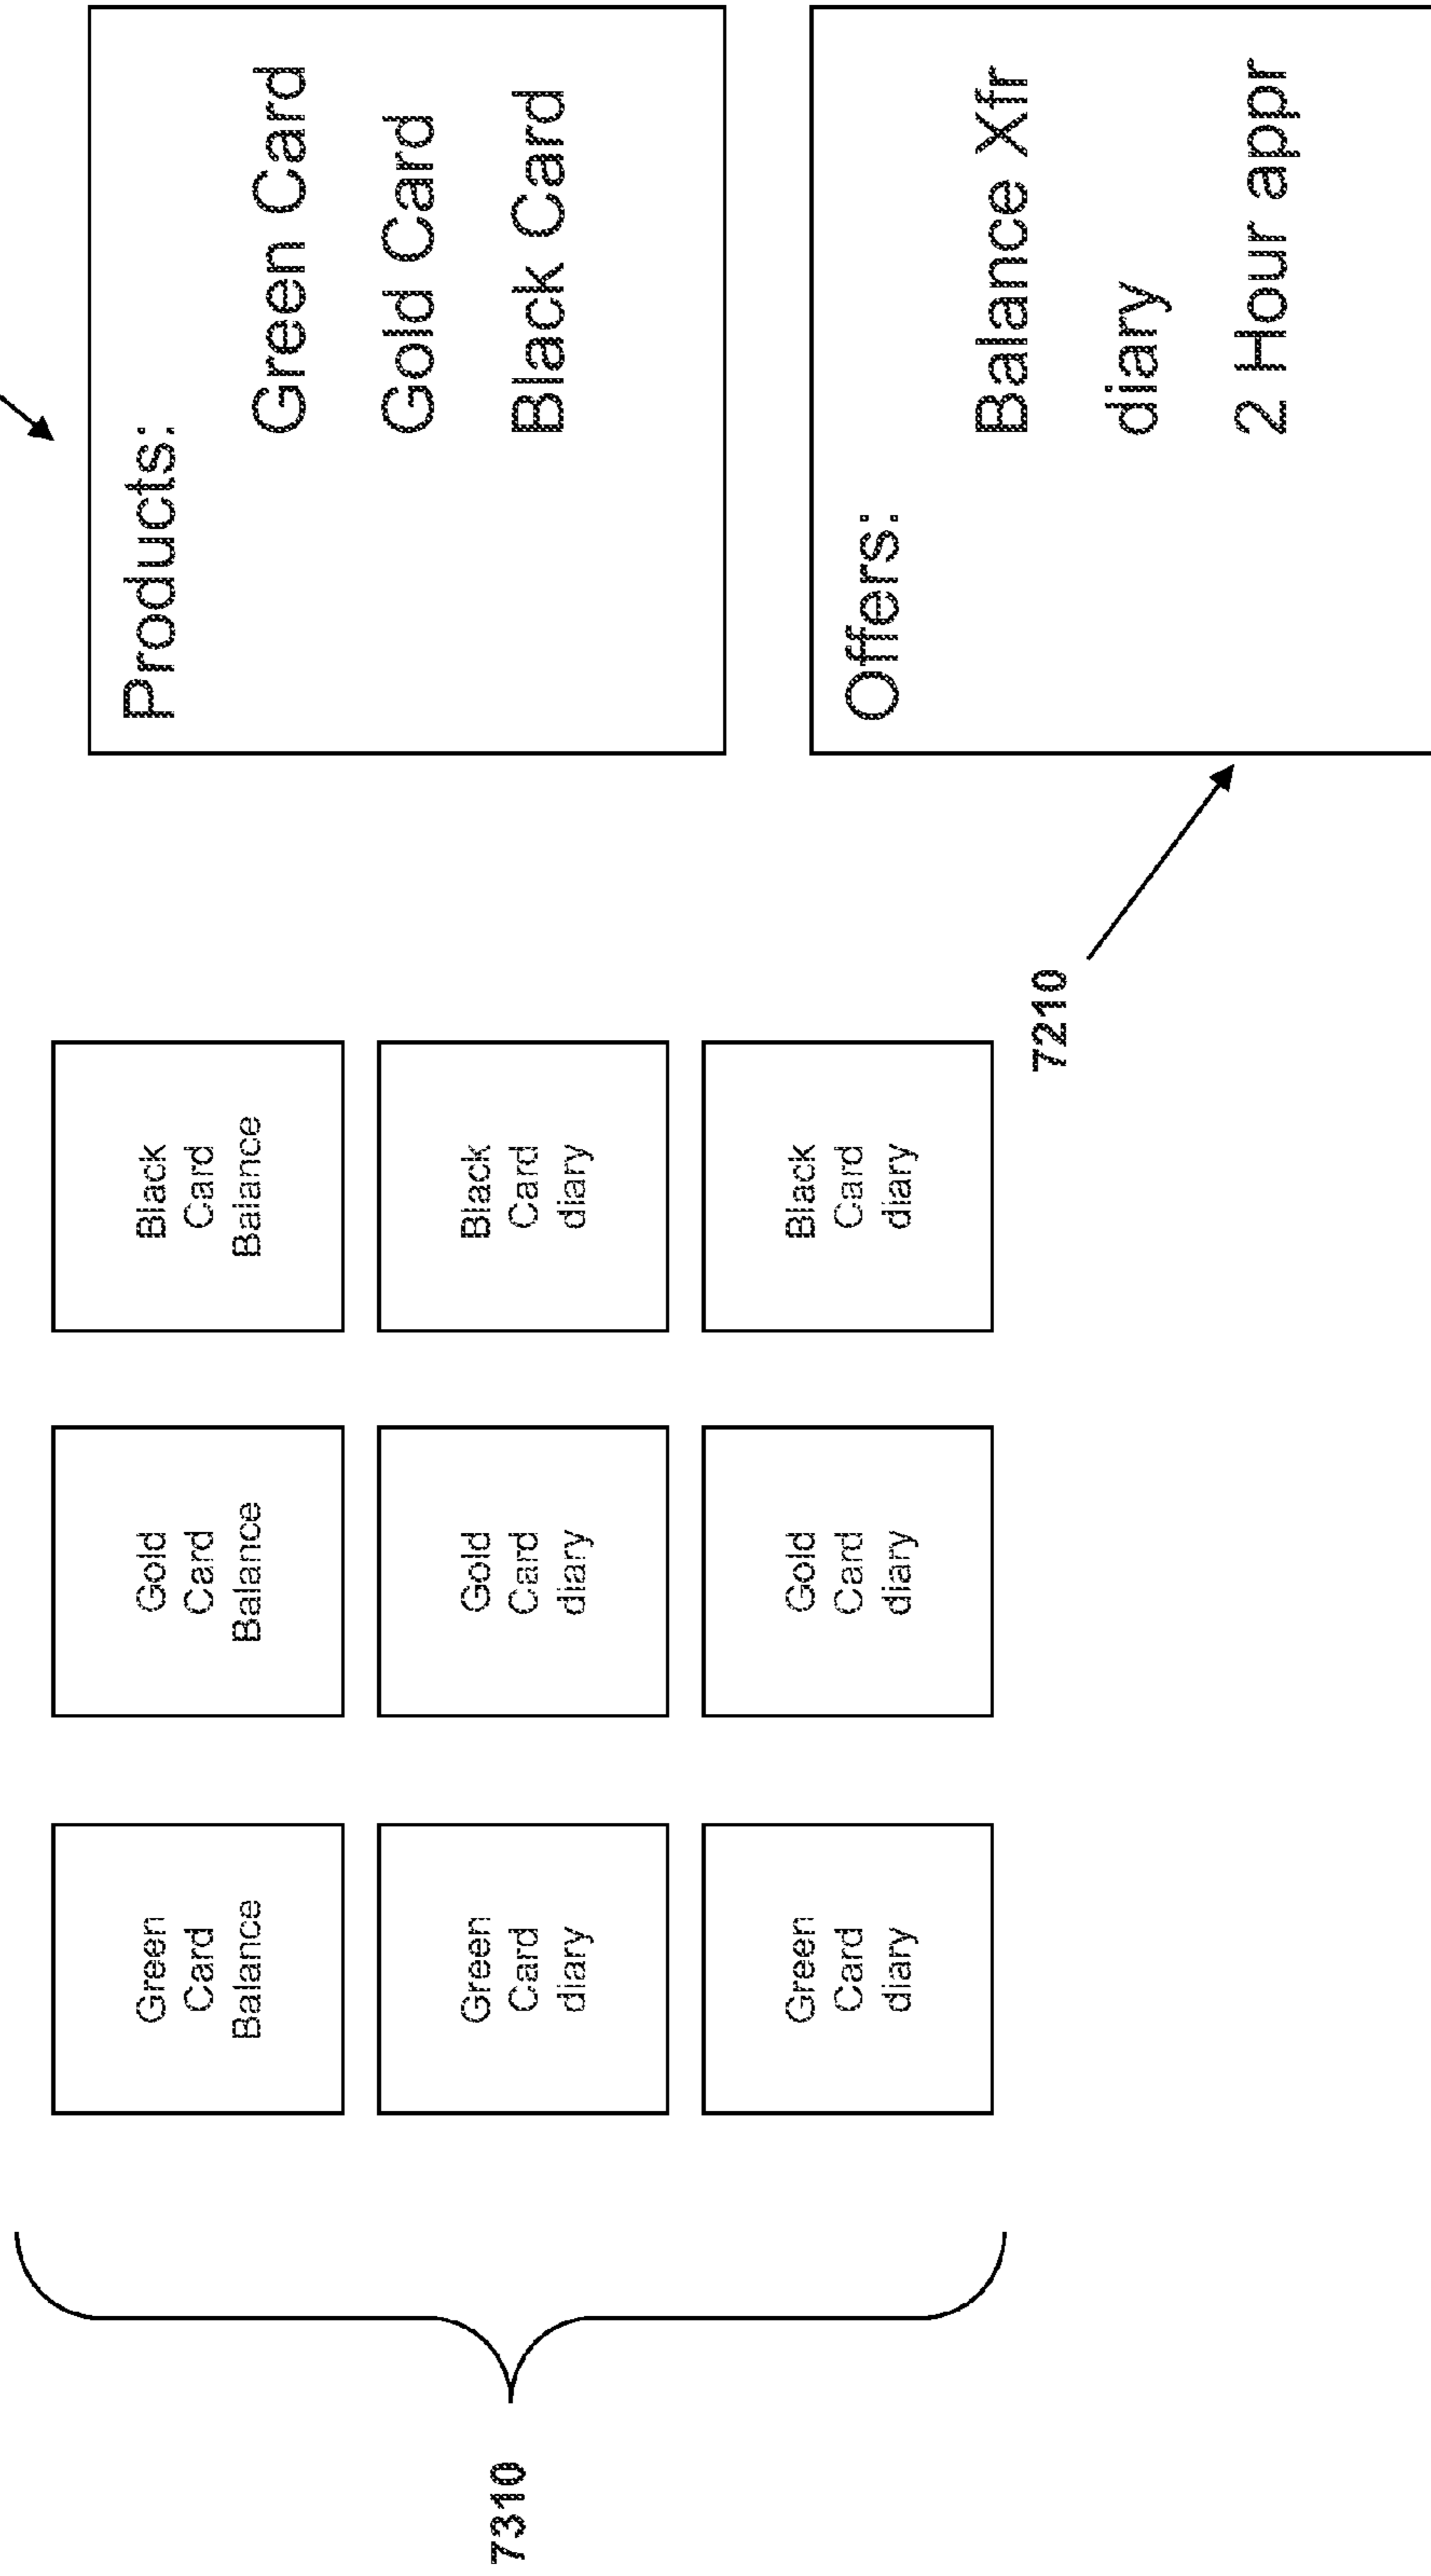 Green
Card
Balance
Gold
Card
Balance
Black
Card
Balance
Green
Card
diary
Gold
Card
diary
Black
Card
diary
Green
Card
diary
Gold
Card
diary
Black
Card
diary
7310
7210
Products:
Green Card
Gold Card
Black Card
Offers:
Balance Xfr
diary
2 Hour appr